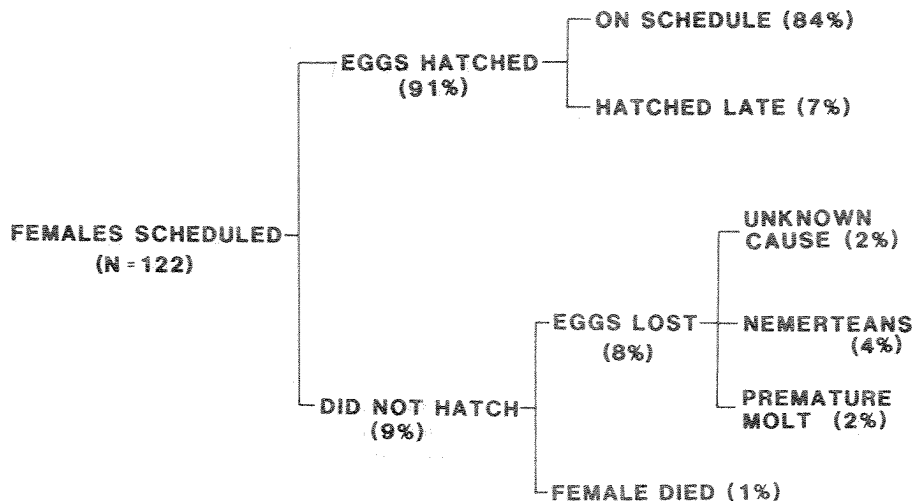 ON SCHEDULE (84%)
EGGS HATCHED
(91%)
HATCHED LATE (7%)
FEMALES SCHEDULED
(N = 122)
UNKNOWN
CAUSE (2%)
EGGS LOST
(8%)
NEMERTEANS
(4%)
DID NOT HATCH
(9%)
PREMATURE
MOLT (2%)
FEMALE DIED (1%)